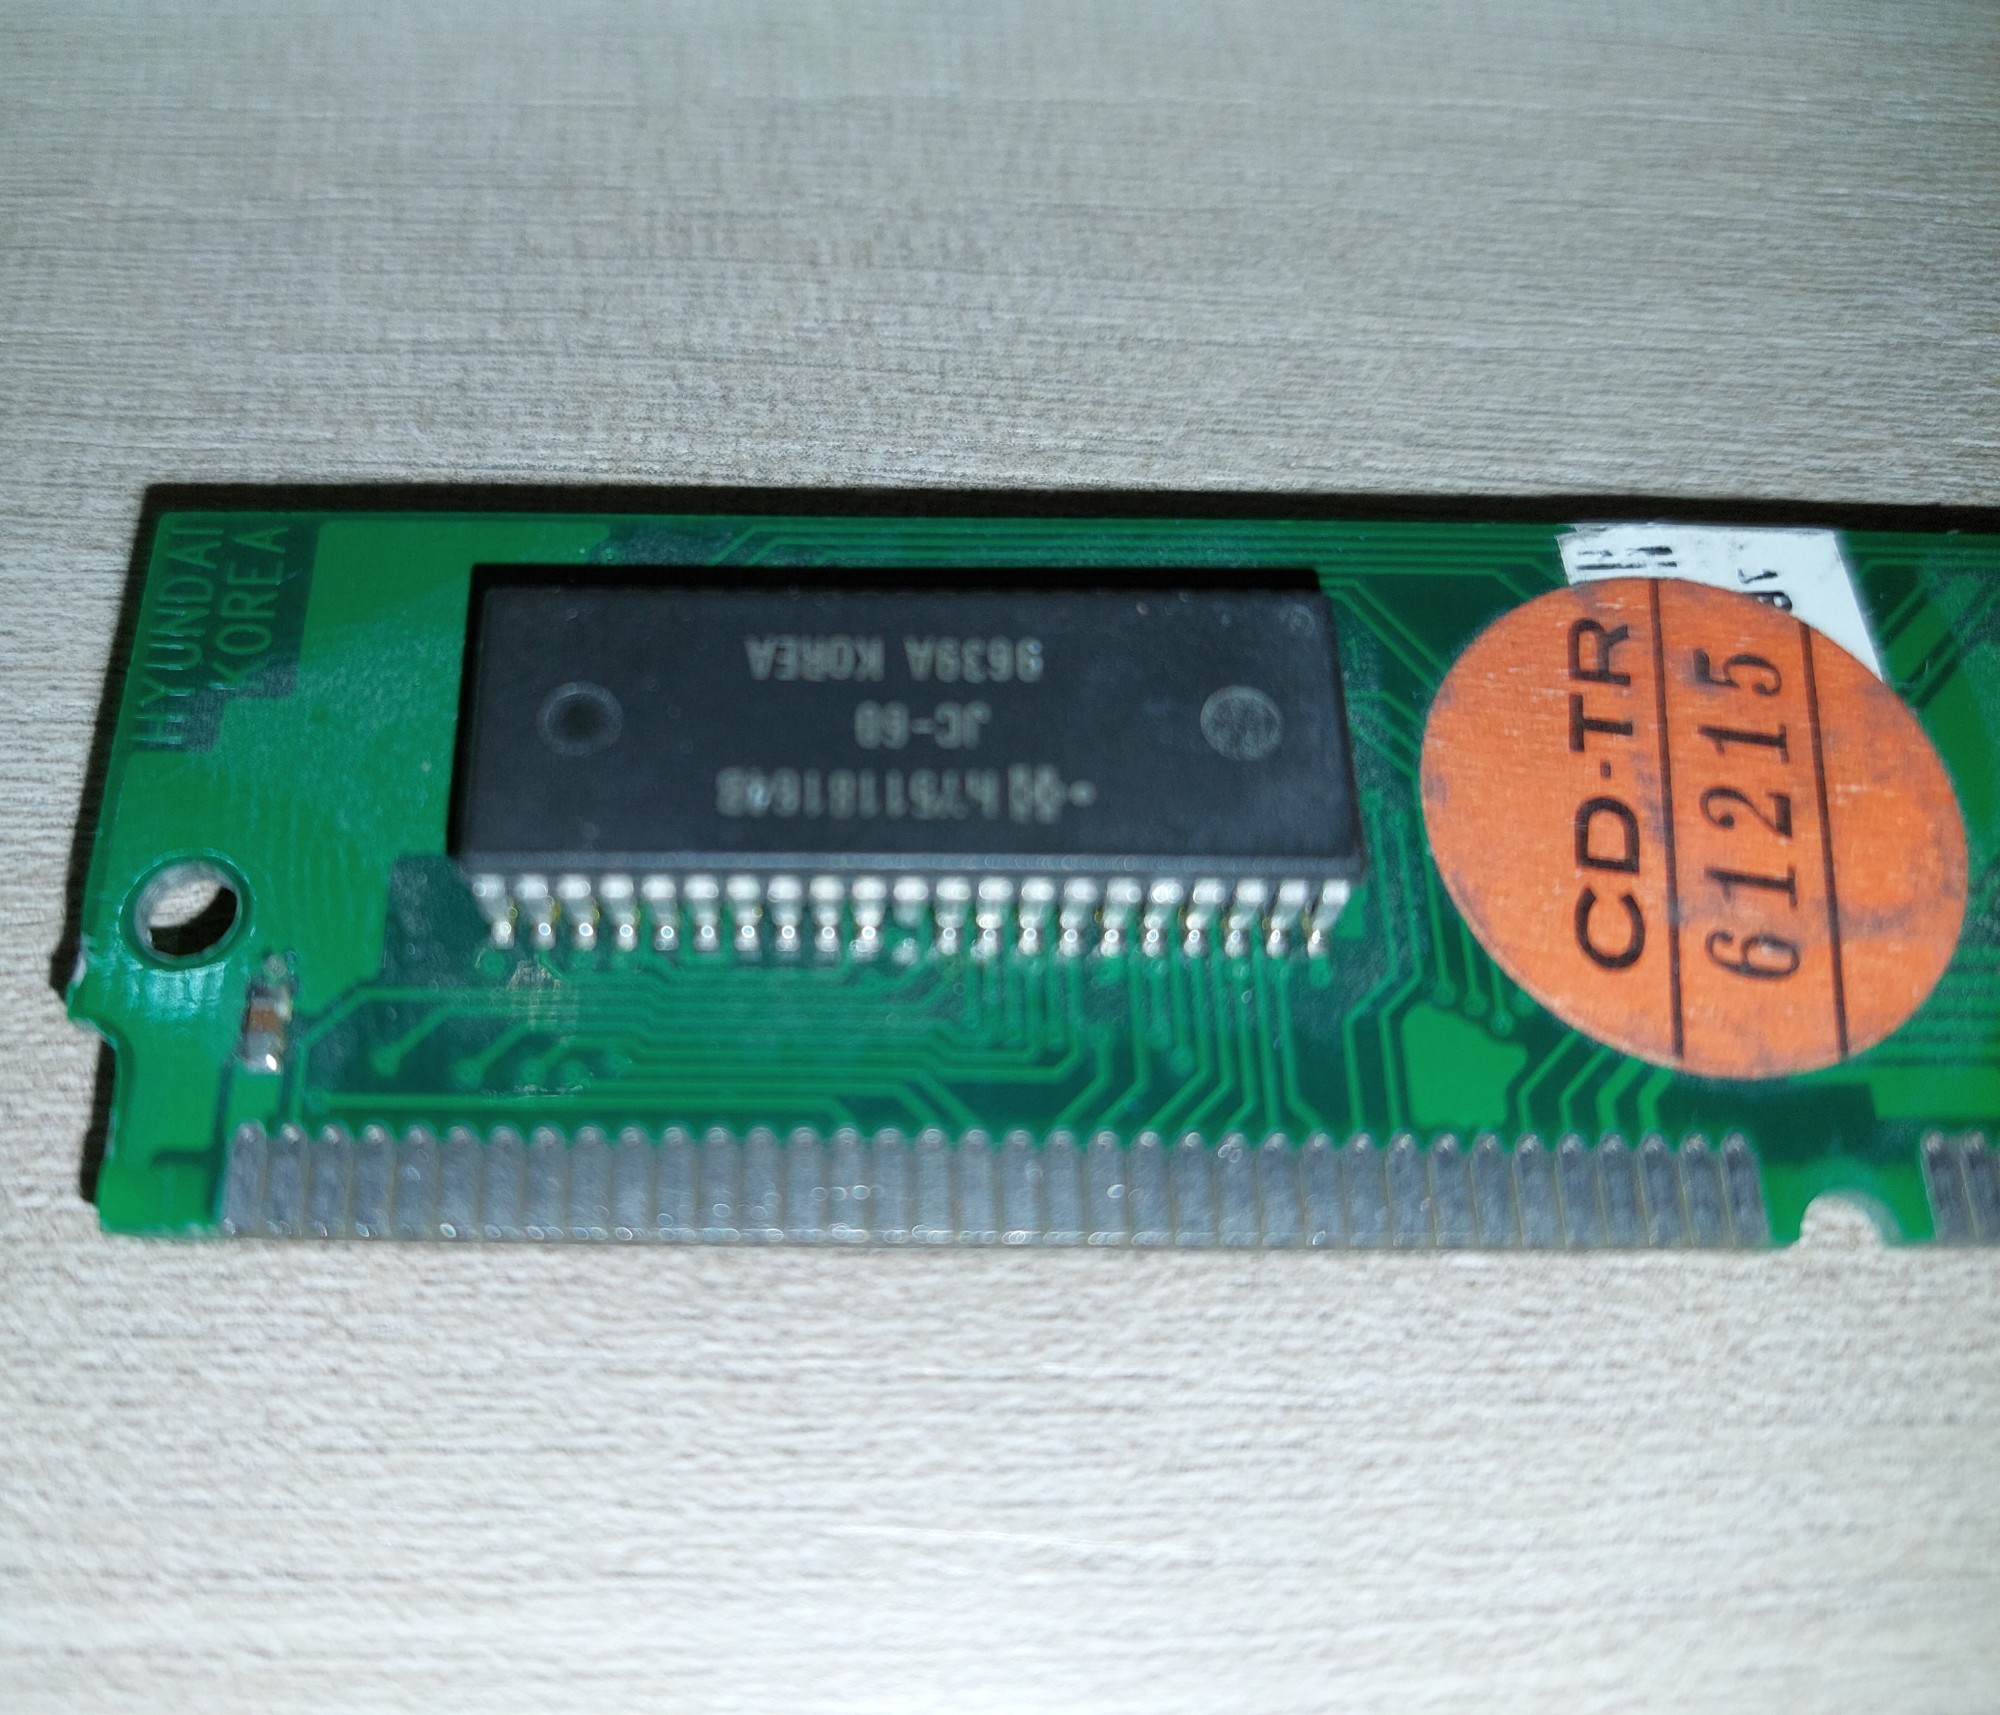 HYUNDAI
KOREA
9639A KOREA
JC-60
CD-TR
61215